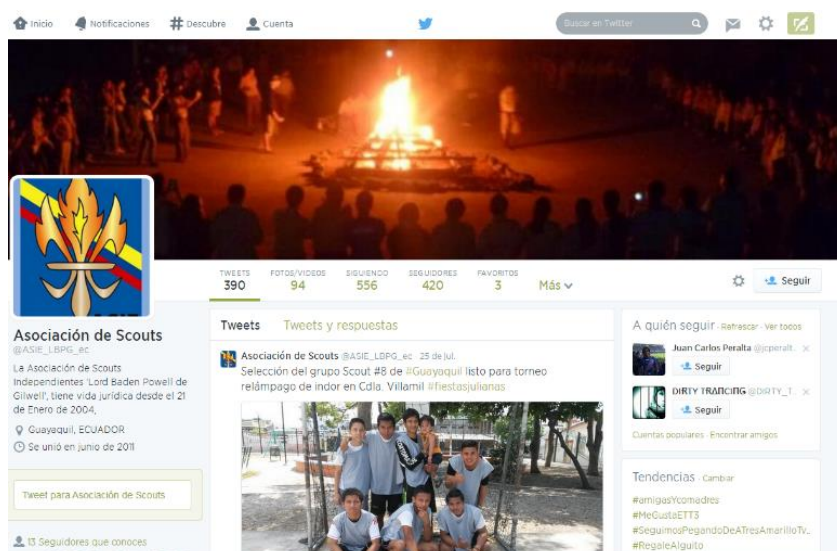 Inicio
Notificaciones
Descubre
Cuenta
Buscar en Twitter
TWEETS 390
FOTOS/VIDEOS 94
SIGUIENDO 556
SEGUIDORES 420
FAVORITOS 3
Más
Seguir
Asociación de Scouts
@ASIE_LBPG_ec
La Asociación de Scouts
Independientes 'Lord Baden Powell de
Gilwell', tiene vida jurídica desde el 21
de Enero de 2004,
Guayaquil, ECUADOR
Se unió en junio de 2011
Tweet para Asociación de Scouts
13 Seguidores que conoces
Tweets
Tweets y respuestas
Asociación de Scouts @ASIE_LBPG_ec · 25 de jul.
Selección del grupo Scout #8 de #Guayaquil listo para torneo
relámpago de indor en Cdla. Villamil #fiestasjulianas
A quién seguir · Refrescar · Ver todos
Juan Carlos Peralta @jcperalt..
Seguir
DIRTY TRANCING @DIRTY_T..
Seguir
Cuentas populares · Encontrar amigos
Tendencias · Cambiar
#amigasYcomadres
#MeGustaETT3
#SeguimosPegandoDeATresAmarilloTv...
#RegaleAlguito